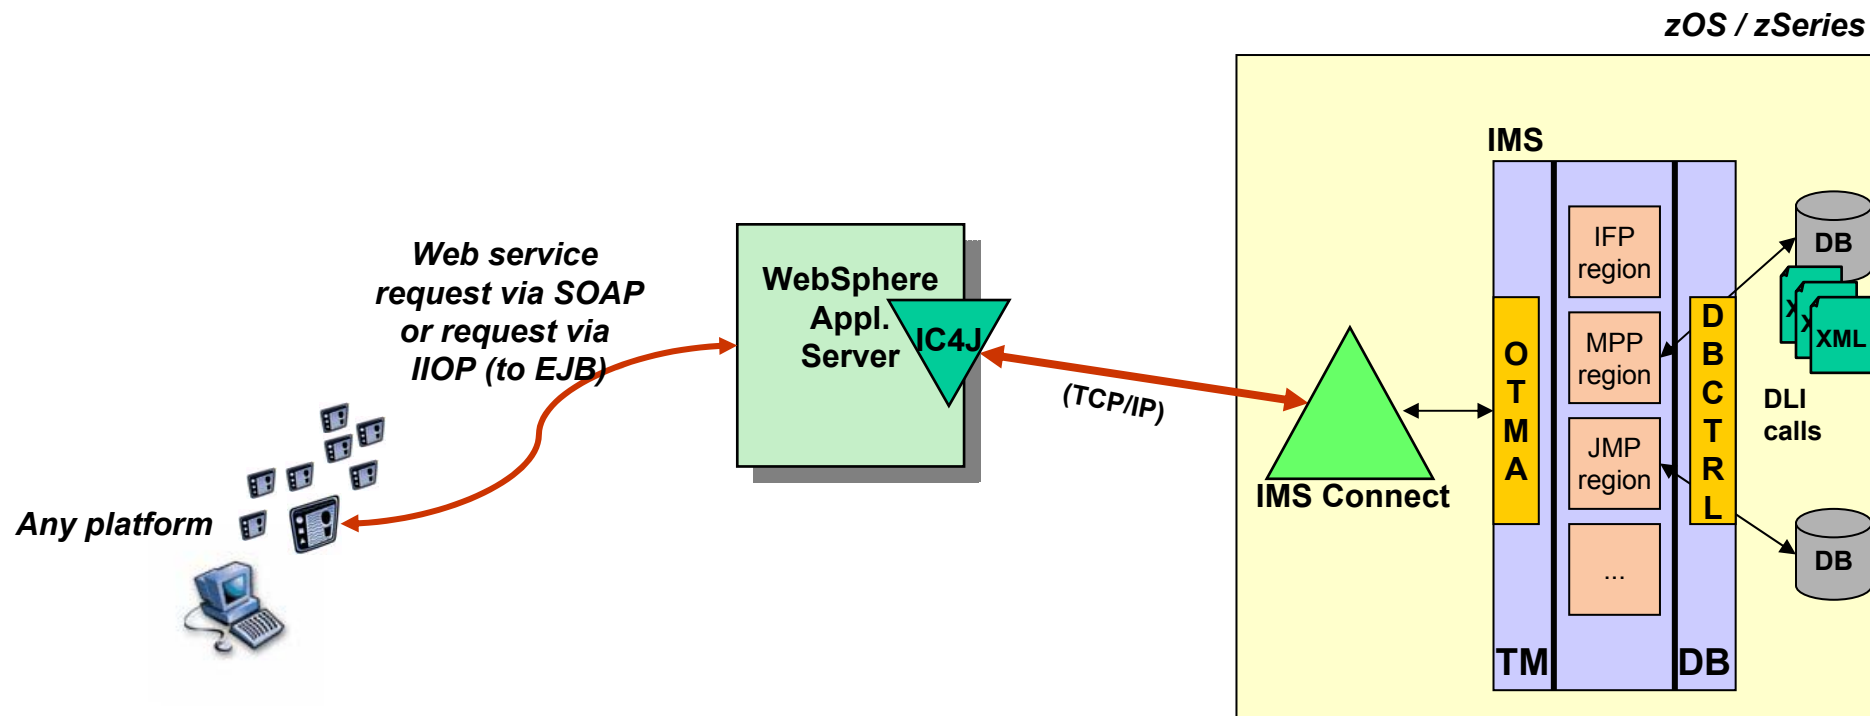 zOS / zSeries
Web service
request via SOAP
or request via
IIOP (to EJB)
Any platform
WebSphere
Appl.
Server
IC4J
(TCP/IP)
IMS Connect
IMS
O
T
M
A
TM
IFP
region
MPP
region
JMP
region
...
D
B
C
T
R
L
DB
DB
X
X
XML
DLI
calls
DB